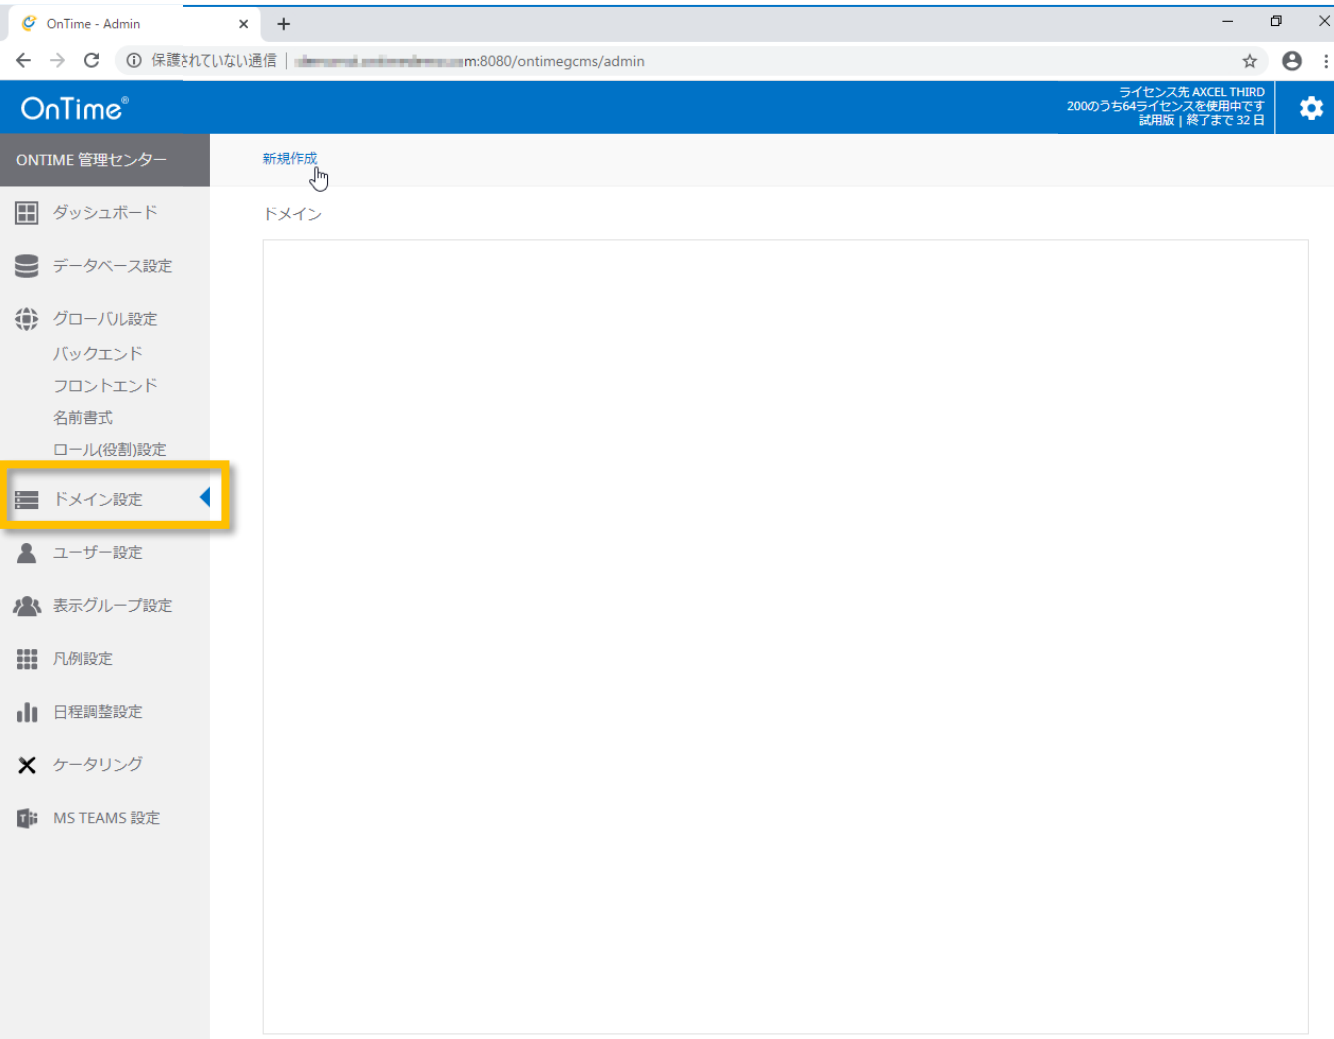 OnTime - Admin
保護されていない通信 | m:8080/ontimegcms/admin
OnTime®
ライセンス先 AXCEL THIRD
200のうち64ライセンスを使用中です
試用版 | 終了まで 32 日
ONTIME 管理センター
新規作成
ダッシュボード
ドメイン
データベース設定
グローバル設定
バックエンド
フロントエンド
名前書式
ロール(役割)設定
ドメイン設定
ユーザー設定
表示グループ設定
凡例設定
日程調整設定
ケータリング
MS TEAMS 設定